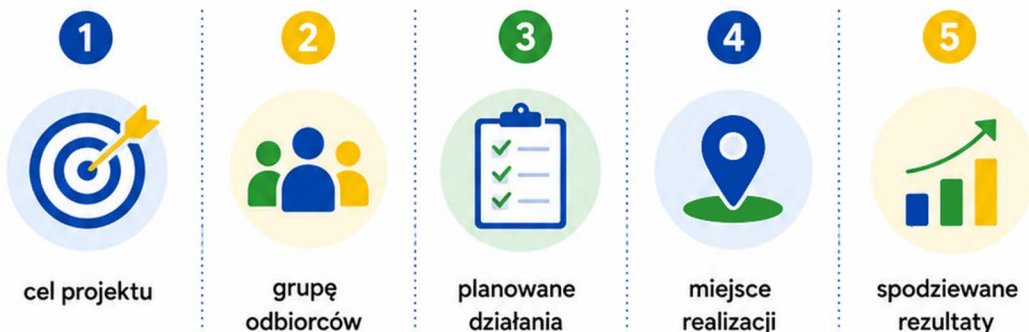 1
2
3
4
5
cel projektu
grupę
odbiorców
planowane
działania
miejsce
realizacji
spodziewane
rezultaty